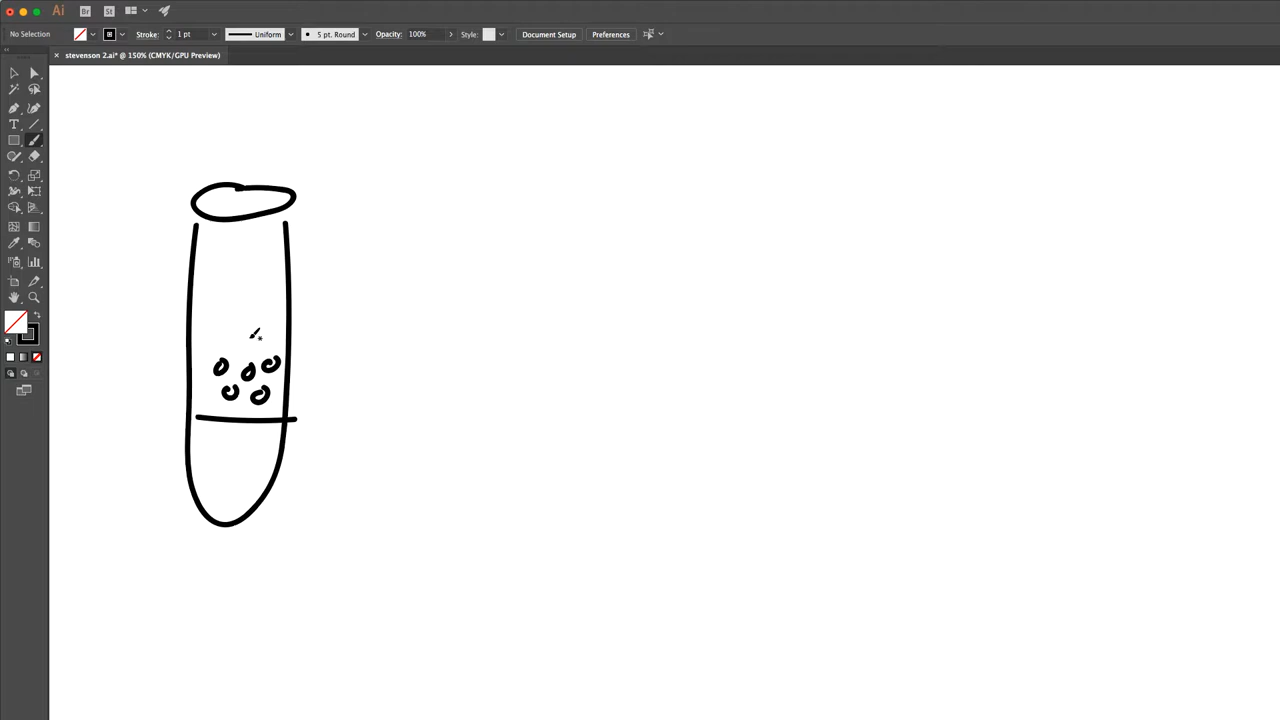 Ai Br St
No Selection Stroke: 1 pt Uniform 5 pt. Round Opacity: 100% Style: Document Setup Preferences
× stevenson 2.ai* @ 150% (CMYK/GPU Preview)
T